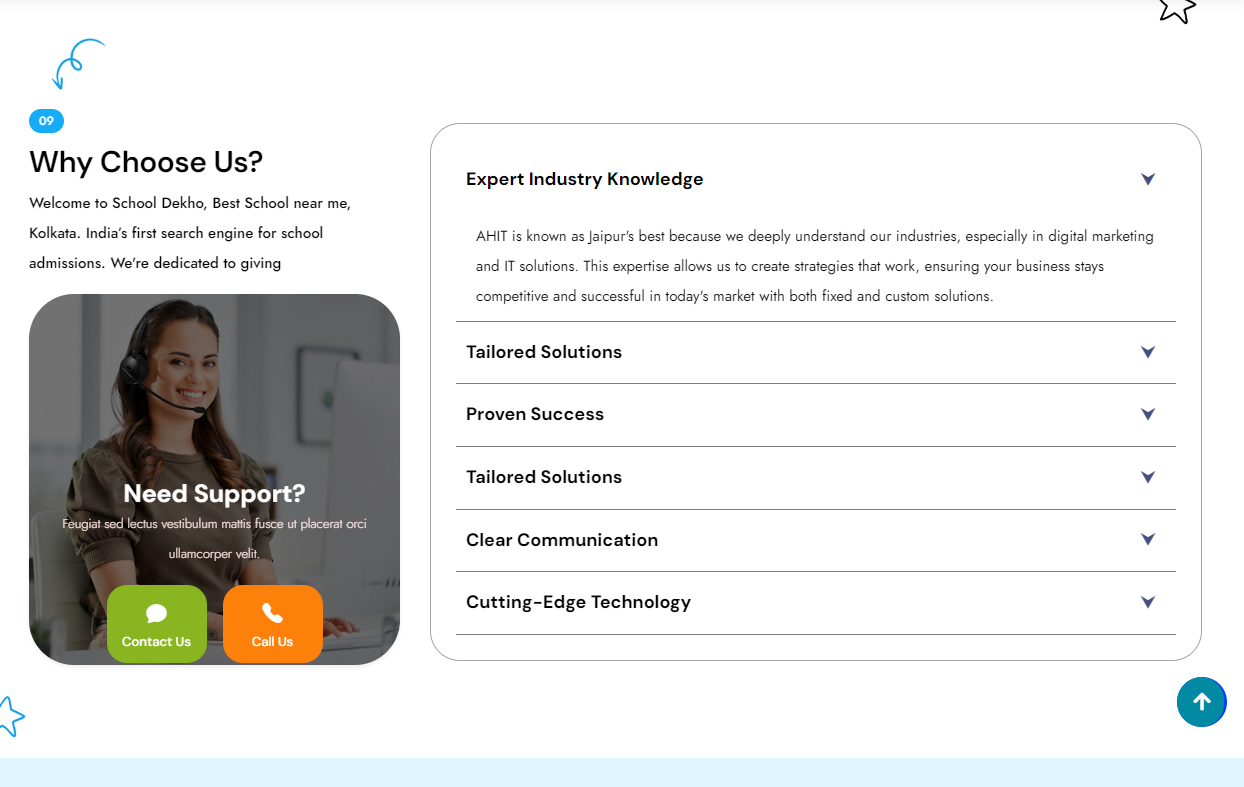 09
Why Choose Us?
Welcome to School Dekho, Best School near me,
Kolkata. India's first search engine for school
admissions. We're dedicated to giving
Need Support?
Feugiat sed lectus vestibulum mattis fusce ut placerat orci
ullamcorper velit.
Contact Us
Call Us
Expert Industry Knowledge
AHIT is known as Jaipur's best because we deeply understand our industries, especially in digital marketing
and IT solutions. This expertise allows us to create strategies that work, ensuring your business stays
competitive and successful in today's market with both fixed and custom solutions.
Tailored Solutions
Proven Success
Tailored Solutions
Clear Communication
Cutting-Edge Technology